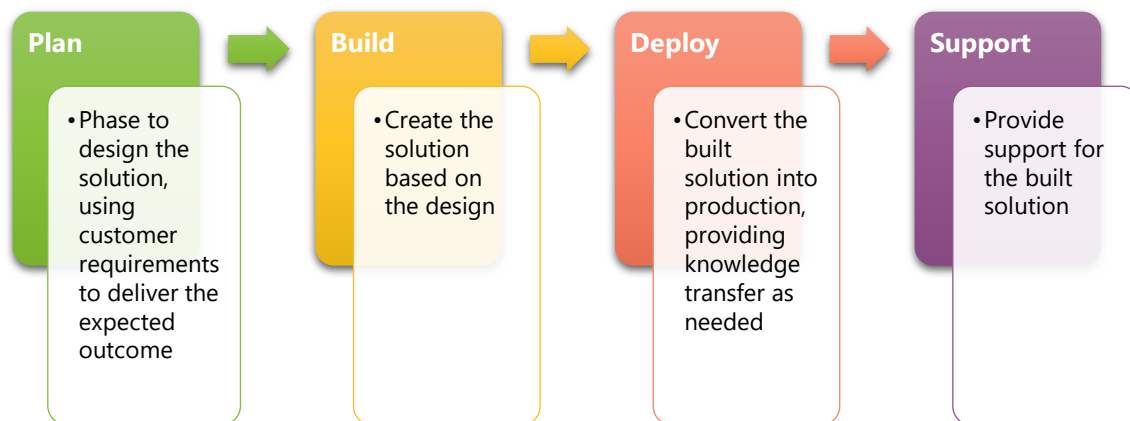 Plan
• Phase to
design the
solution,
using
customer
requirements
to deliver the
expected
outcome
Build
• Create the
solution
based on
the design
Deploy
• Convert the
built
solution into
production,
providing
knowledge
transfer as
needed
Support
• Provide
support for
the built
solution